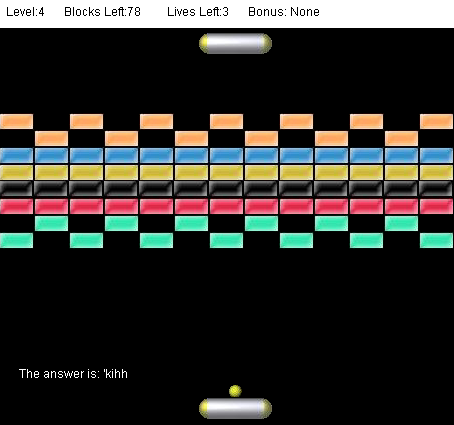 Level:4 Blocks Left:78 Lives Left:3 Bonus: None
The answer is: 'kihh